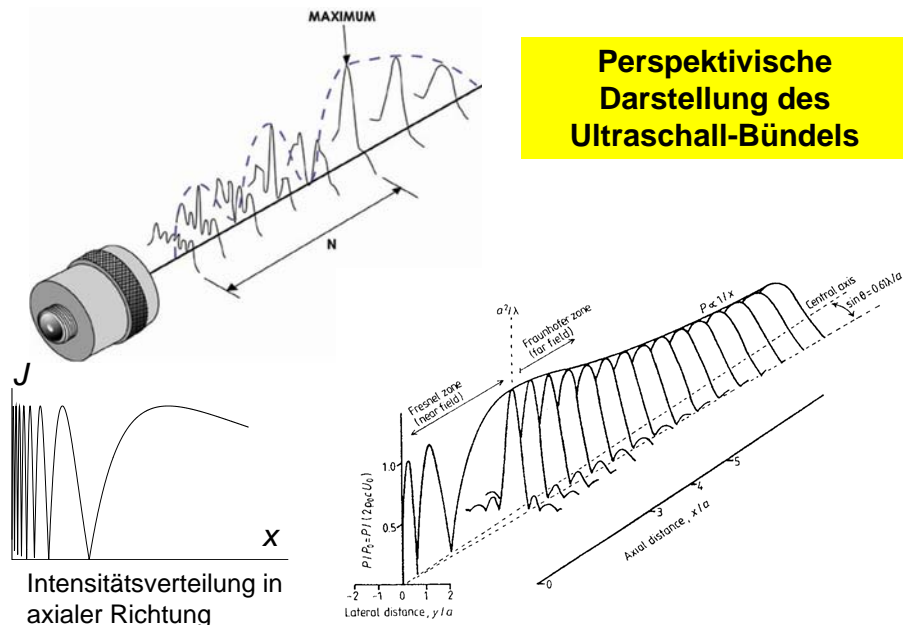 MAXIMUM
N
Perspektivische
Darstellung des
Ultraschall-Bündels
J
x
Intensitätsverteilung in
axialer Richtung
a²/λ
Fraunhofer zone
(far field)
Fresnel zone
(near field)
P∝1/x
Central axis
sin θ = 0.61λ/a
P/P₀=P/(2ρ₀cU₀)
1.0
0.5
-2 -1 0 1 2
Lateral distance, y/a
0
3
4
5
Axial distance, x/a